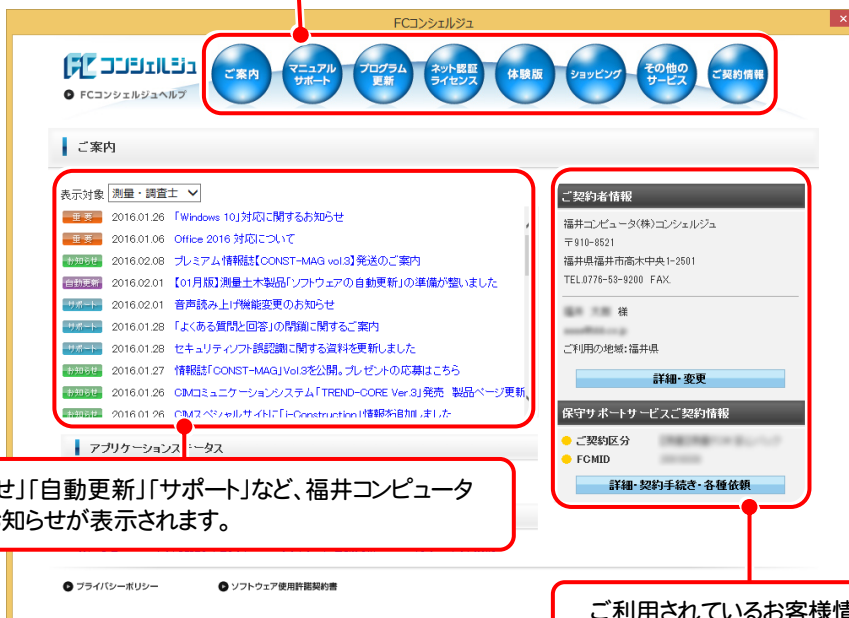 FCコンシェルジュ
×
FC コンシェルジュ
FCコンシェルジュヘルプ
ご案内
マニュアル
サポート
プログラム
更新
ネット認証
ライセンス
体験版
ショッピング
その他の
サービス
ご契約情報
ご案内
表示対象 測量・調査士
重要 2016.01.26 「Windows 10」対応に関するお知らせ
重要 2016.01.06 Office 2016 対応について
お知らせ 2016.02.08 プレミアム情報誌【CONST-MAG vol.3】発送のご案内
自動更新 2016.02.01 【01月版】測量土木製品「ソフトウェアの自動更新」の準備が整いました
サポート 2016.02.01 音声読み上げ機能変更のお知らせ
サポート 2016.01.28 「よくある質問と回答」の閉鎖に関するご案内
サポート 2016.01.28 セキュリティソフト誤認識に関する資料を更新しました
お知らせ 2016.01.27 情報誌「CONST-MAG」Vol.3を公開。プレゼントの応募はこちら
お知らせ 2016.01.26 CIMコミュニケーションシステム「TREND-CORE Ver.3」発売 製品ページ更新
お知らせ 2016.01.26 CIMスペシャルサイトに「i-Construction」情報を追加しました
アプリケーションステータス
せ」「自動更新」「サポート」など、福井コンピュータ
お知らせが表示されます。
プライバシーポリシー ソフトウェア使用許諾契約書
ご契約者情報
福井コンピュータ(株)コンシェルジュ
〒910-8521
福井県福井市高木中央1-2501
TEL.0776-53-9200 FAX.
様
ご利用の地域:福井県
詳細・変更
保守サポートサービスご契約情報
ご契約区分
FCMID
詳細・契約手続き・各種依頼
ご利用されているお客様情